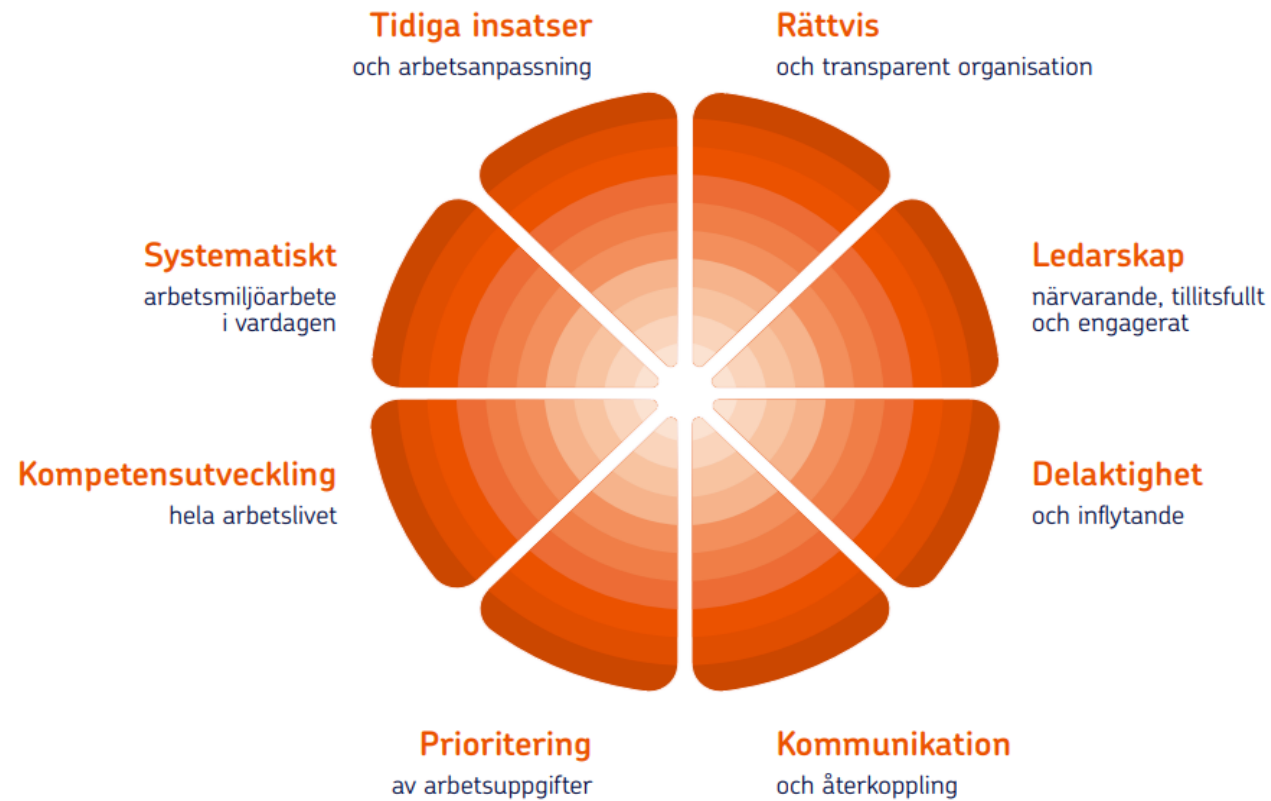 Tidiga insatser
och arbetsanpassning
Rättvis
och transparent organisation
Systematiskt
arbetsmiljöarbete
i vardagen
Ledarskap
närvarande, tillitsfullt
och engagerat
Kompetensutveckling
hela arbetslivet
Delaktighet
och inflytande
Prioritering
av arbetsuppgifter
Kommunikation
och återkoppling